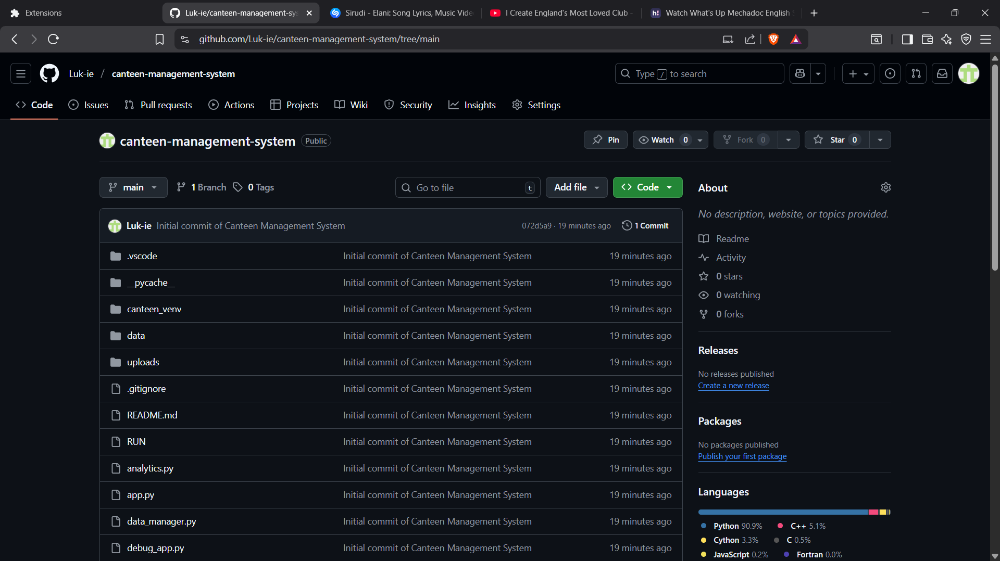 Extensions
Luk-ie/canteen-management-sys
Sirudi - Elani: Song Lyrics, Music Vide
I Create England's Most Loved Club -
h!
Watch What's Up Mechadoc English S
github.com/Luk-ie/canteen-management-system/tree/main
Luk-ie / canteen-management-system
Type / to search
Code
Issues
Pull requests
Actions
Projects
Wiki
Security
Insights
Settings
canteen-management-system Public
Pin
Watch 0
Fork 0
Star 0
main
1 Branch
0 Tags
Go to file t
Add file
Code
Luk-ie Initial commit of Canteen Management System 072d5a9 · 19 minutes ago 1 Commit
.vscode Initial commit of Canteen Management System 19 minutes ago
__pycache__ Initial commit of Canteen Management System 19 minutes ago
canteen_venv Initial commit of Canteen Management System 19 minutes ago
data Initial commit of Canteen Management System 19 minutes ago
uploads Initial commit of Canteen Management System 19 minutes ago
.gitignore Initial commit of Canteen Management System 19 minutes ago
README.md Initial commit of Canteen Management System 19 minutes ago
RUN Initial commit of Canteen Management System 19 minutes ago
analytics.py Initial commit of Canteen Management System 19 minutes ago
app.py Initial commit of Canteen Management System 19 minutes ago
data_manager.py Initial commit of Canteen Management System 19 minutes ago
debug_app.py Initial commit of Canteen Management System 19 minutes ago
About
No description, website, or topics provided.
Readme
Activity
0 stars
0 watching
0 forks
Releases
No releases published
Create a new release
Packages
No packages published
Publish your first package
Languages
Python 90.9% C++ 5.1%
Cython 3.3% C 0.5%
JavaScript 0.2% Fortran 0.0%